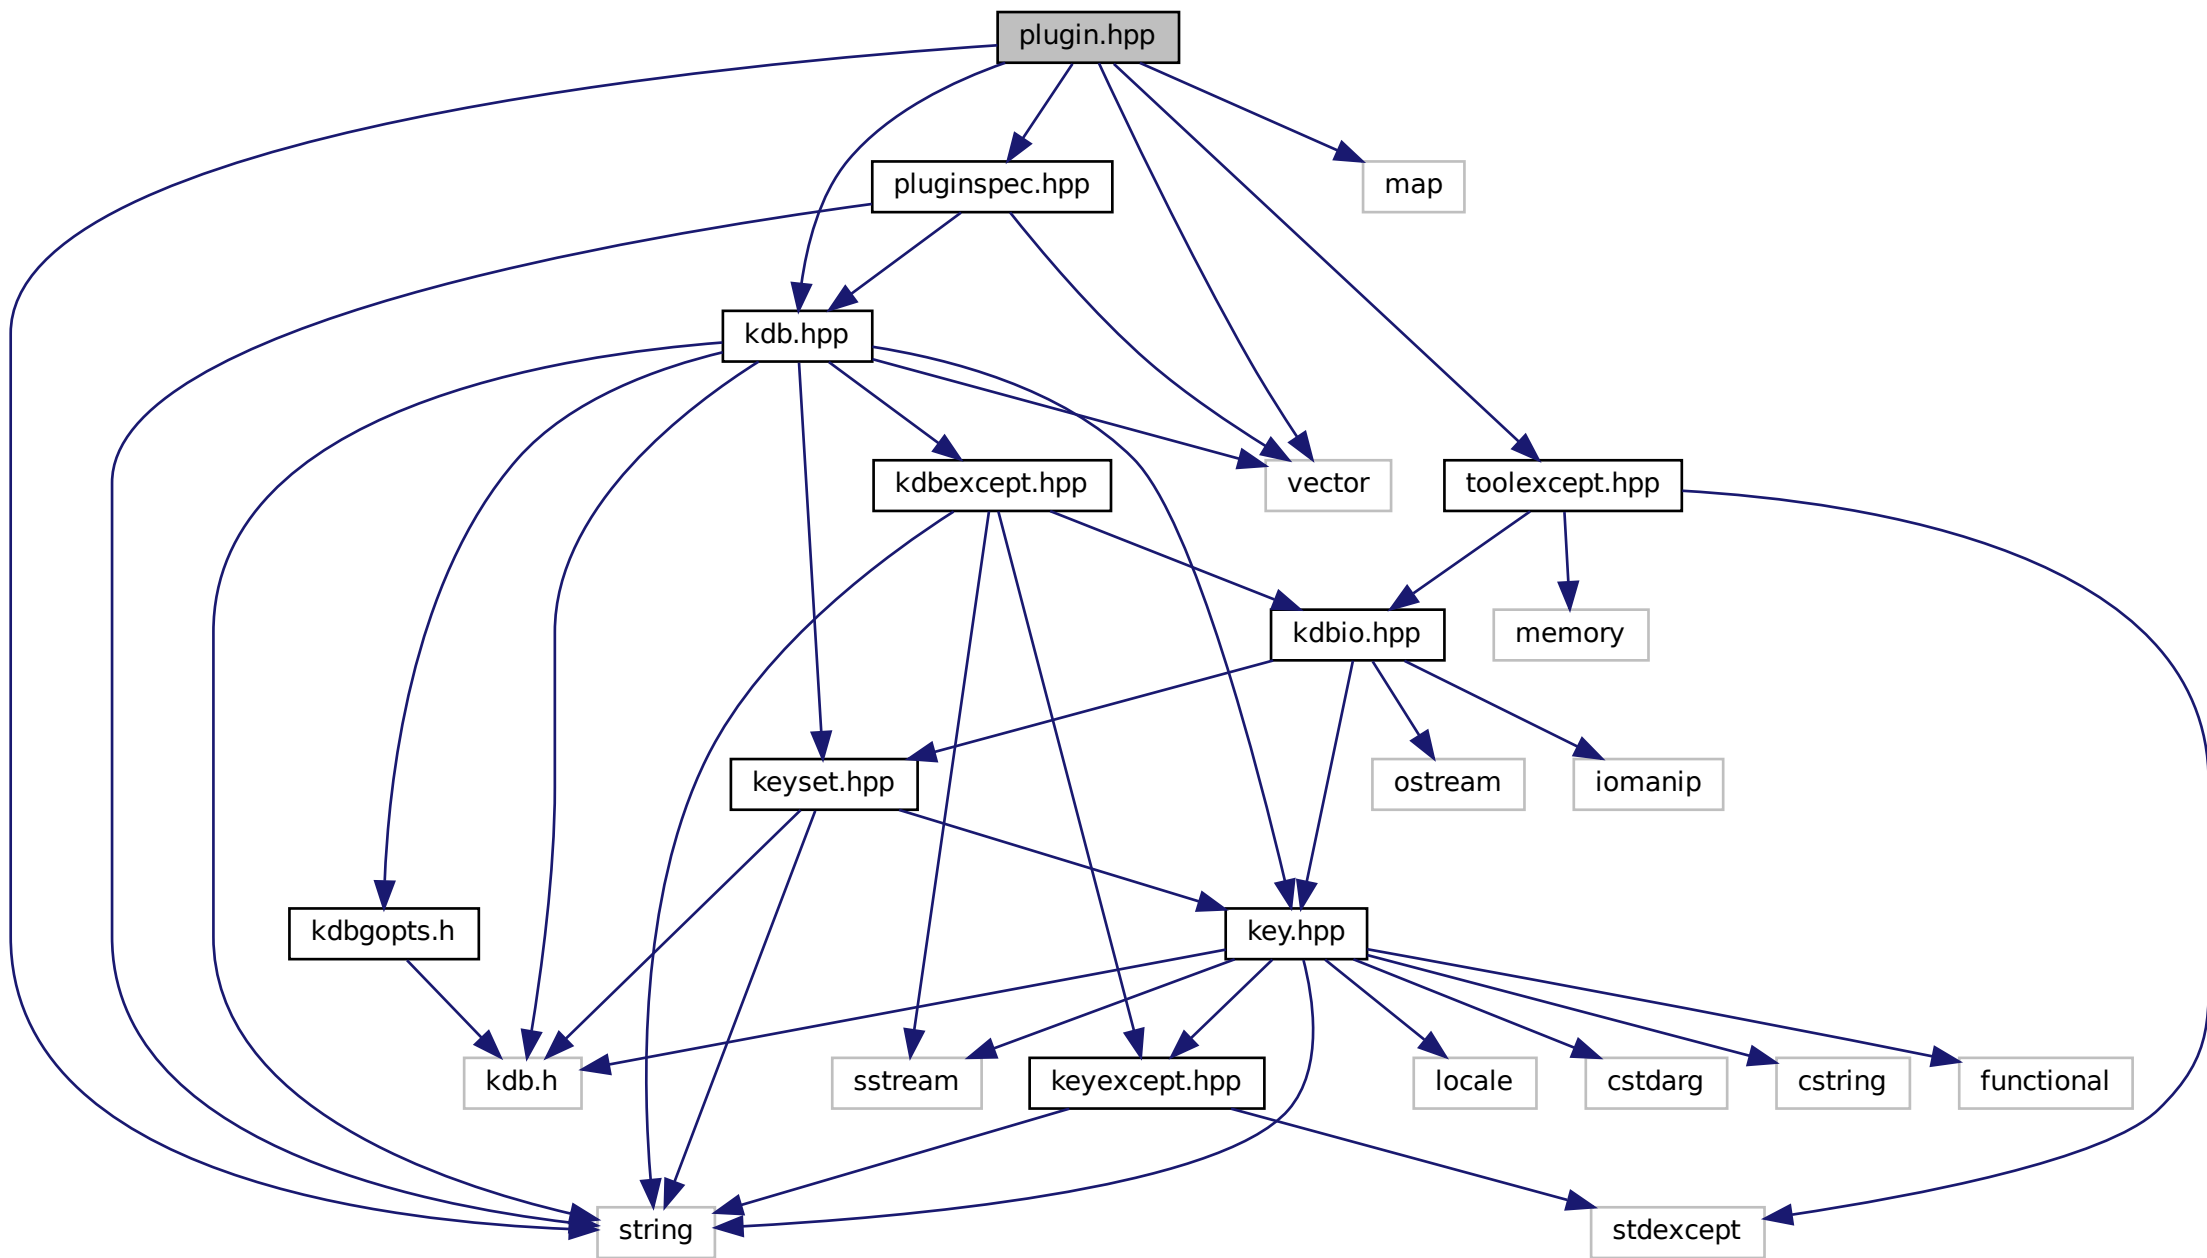 plugin.hpp
pluginspec.hpp
map
kdb.hpp
kdbexcept.hpp
vector
toolexcept.hpp
kdbio.hpp
memory
keyset.hpp
ostream
iomanip
kdbgopts.h
key.hpp
kdb.h
sstream
keyexcept.hpp
locale
cstdarg
cstring
functional
string
stdexcept